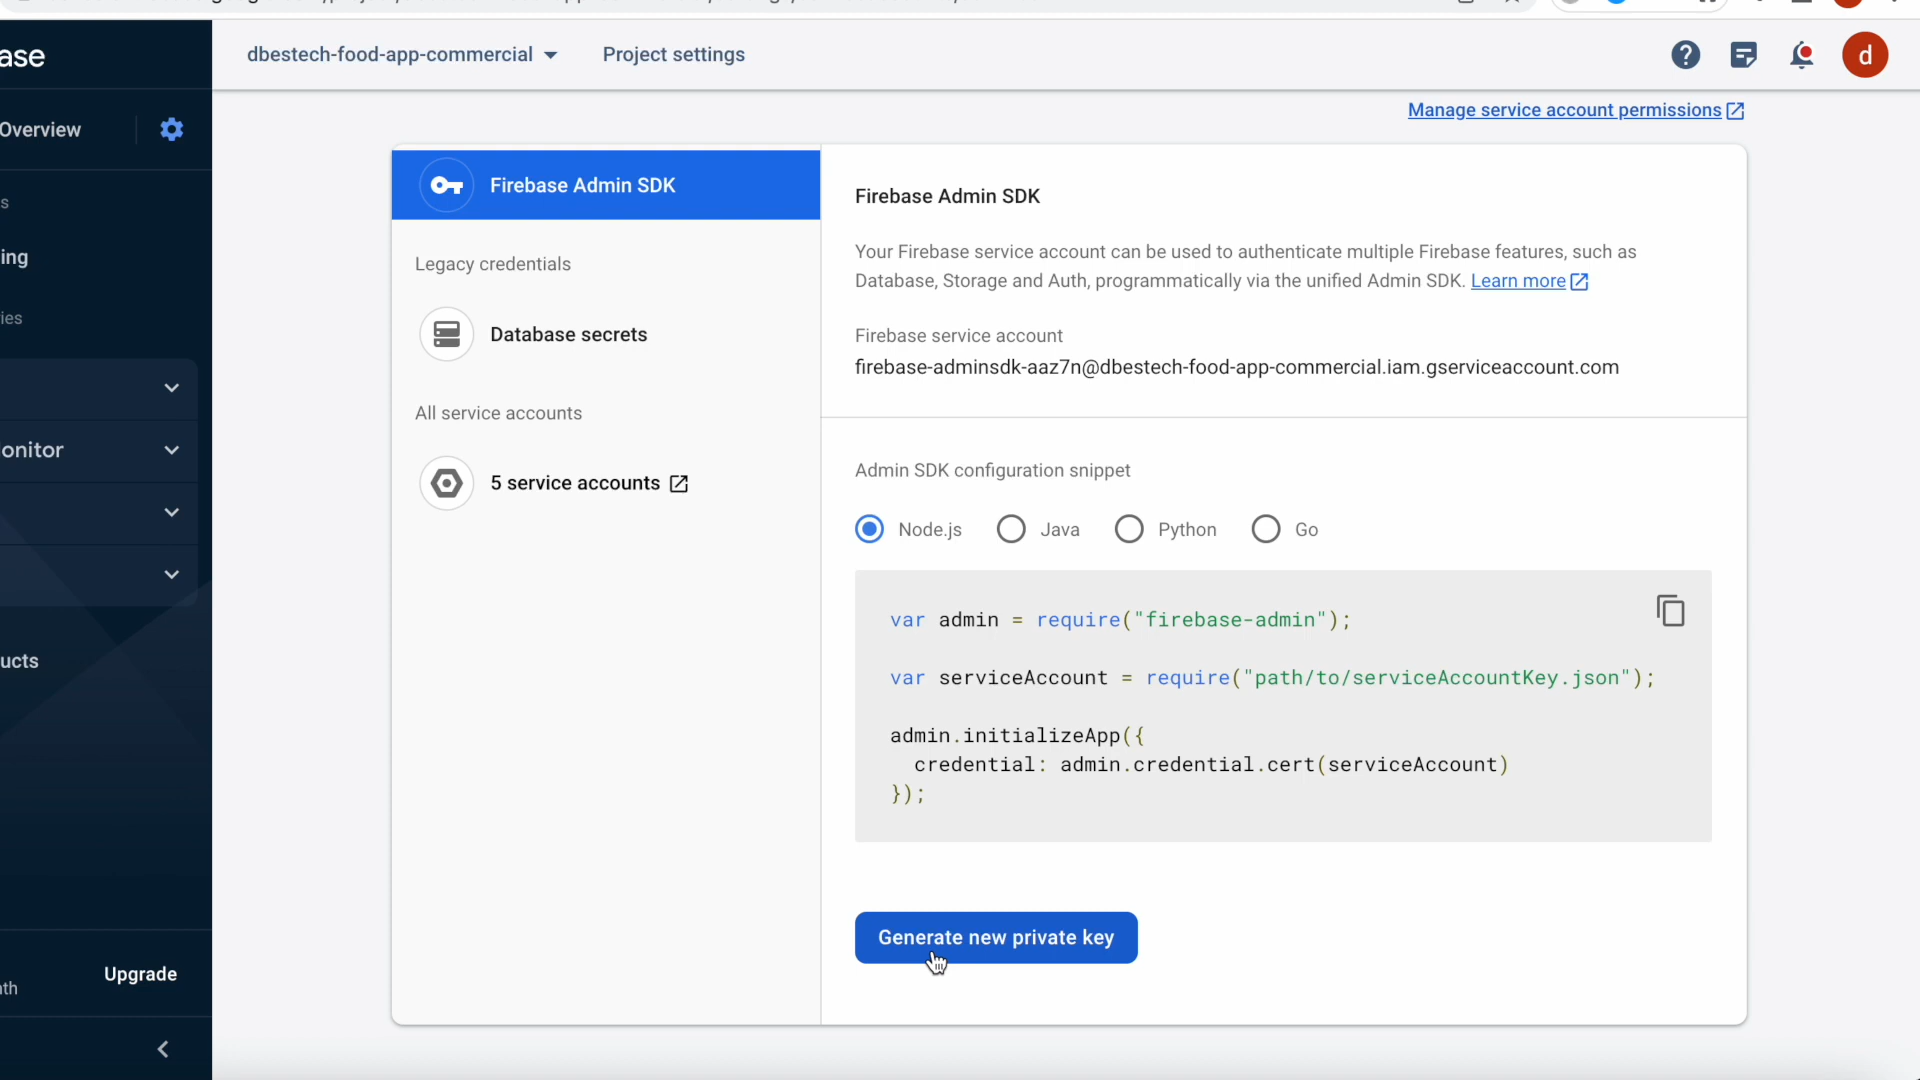 ase
dbestech-food-app-commercial
Project settings
d
Overview
Manage service account permissions
Firebase Admin SDK
Legacy credentials
Database secrets
All service accounts
5 service accounts
Firebase Admin SDK
Your Firebase service account can be used to authenticate multiple Firebase features, such as
Database, Storage and Auth, programmatically via the unified Admin SDK. Learn more
Firebase service account
firebase-adminsdk-aaz7n@dbestech-food-app-commercial.iam.gserviceaccount.com
Admin SDK configuration snippet
Node.js Java Python Go
var admin = require("firebase-admin");
var serviceAccount = require("path/to/serviceAccountKey.json");
admin.initializeApp({
credential: admin.credential.cert(serviceAccount)
});
Generate new private key
s
ing
ries
onitor
ucts
Upgrade
nth